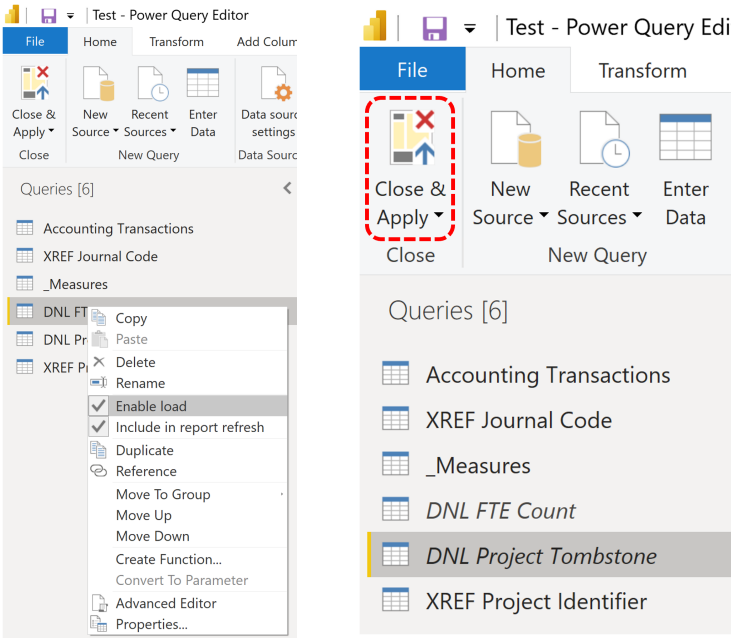 Test - Power Query Editor
File Home Transform Add Colum
Close & Apply New Source Recent Sources Enter Data Data sourc settings
Close New Query Data Sourc
Queries [6]
Accounting Transactions
XREF Journal Code
_Measures
DNL FT
DNL Pr
XREF P
Copy
Paste
Delete
Rename
Enable load
Include in report refresh
Duplicate
Reference
Move To Group
Move Up
Move Down
Create Function...
Convert To Parameter
Advanced Editor
Properties...
Test - Power Query Edi
File Home Transform
Close & Apply New Source Recent Sources Enter Data
Close New Query
Queries [6]
Accounting Transactions
XREF Journal Code
_Measures
DNL FTE Count
DNL Project Tombstone
XREF Project Identifier